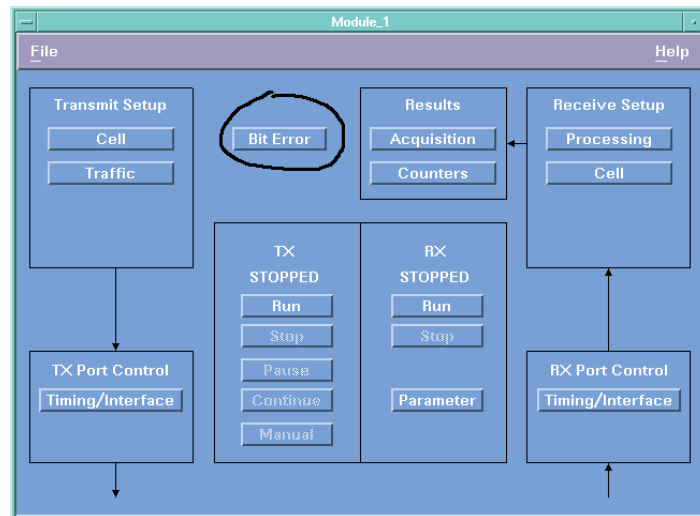 Module_1
File
Help
Transmit Setup
Cell
Traffic
Bit Error
Results
Acquisition
Counters
Receive Setup
Processing
Cell
TX
STOPPED
Run
Stop
Pause
Continue
Manual
RX
STOPPED
Run
Stop
Parameter
TX Port Control
Timing/Interface
RX Port Control
Timing/Interface